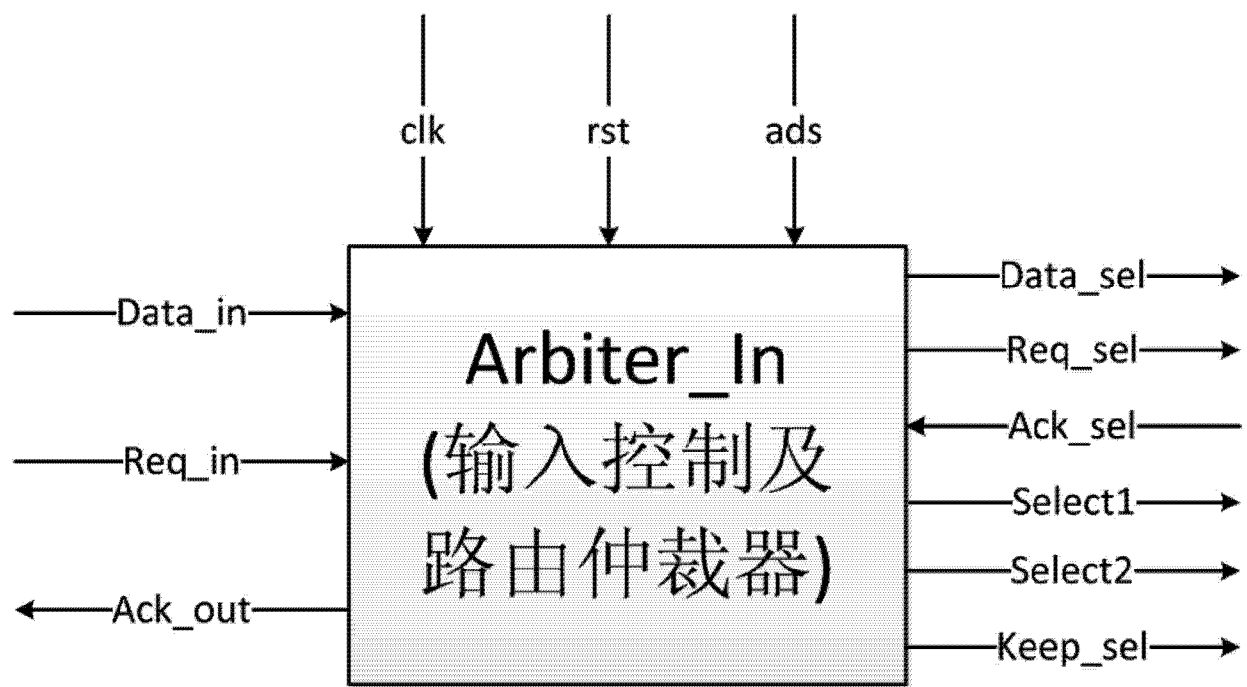 clk
rst
ads
Data_in
Req_in
Ack_out
Arbiter_In
(输入控制及
路由仲裁器)
Data_sel
Req_sel
Ack_sel
Select1
Select2
Keep_sel